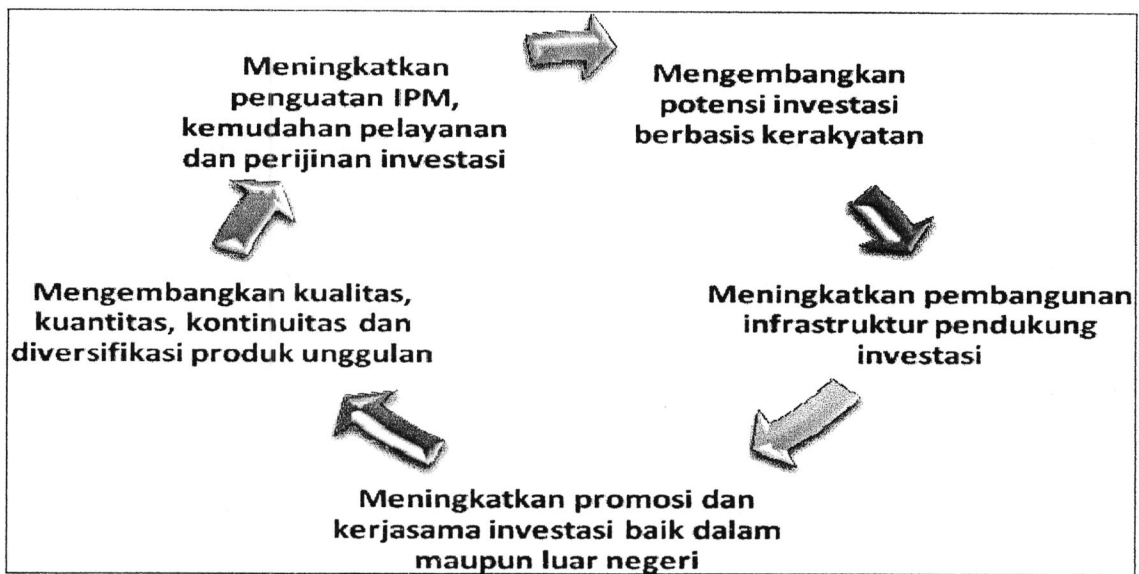 Meningkatkan
penguatan IPM,
kemudahan pelayanan
dan perijinan investasi
Mengembangkan
potensi investasi
berbasis kerakyatan
Meningkatkan pembangunan
infrastruktur pendukung
investasi
Meningkatkan promosi dan
kerjasama investasi baik dalam
maupun luar negeri
Mengembangkan kualitas,
kuantitas, kontinuitas dan
diversifikasi produk unggulan